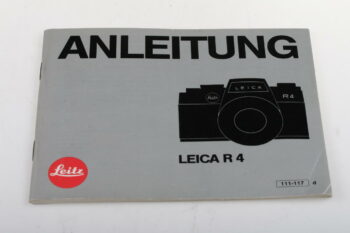 ANLEITUNG
LEICA
R4
LEICA R 4
Leitz
111-117 d